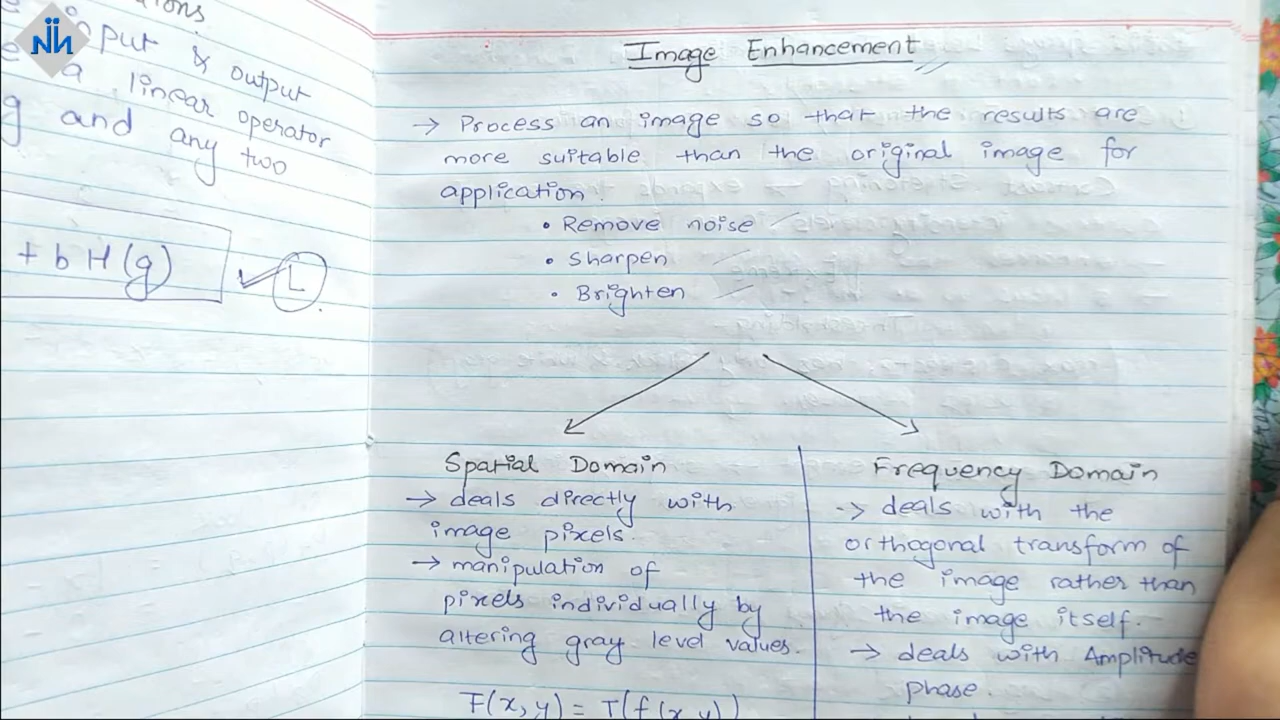 put & output
a linear operator
g and any two
+ b H(g)
L
Image Enhancement
→ Process an image so that the results are
more suitable than the original image for
application.
• Remove noise
• Sharpen
• Brighten
Spatial Domain
→ deals directly with
image pixels.
→ manipulation of
pixels individually by
altering gray level values.
F(x,y) = T(f(x,y))
Frequency Domain
-> deals with the
orthogonal transform of
the image rather than
the image itself.
→ deals with Amplitude
phase.